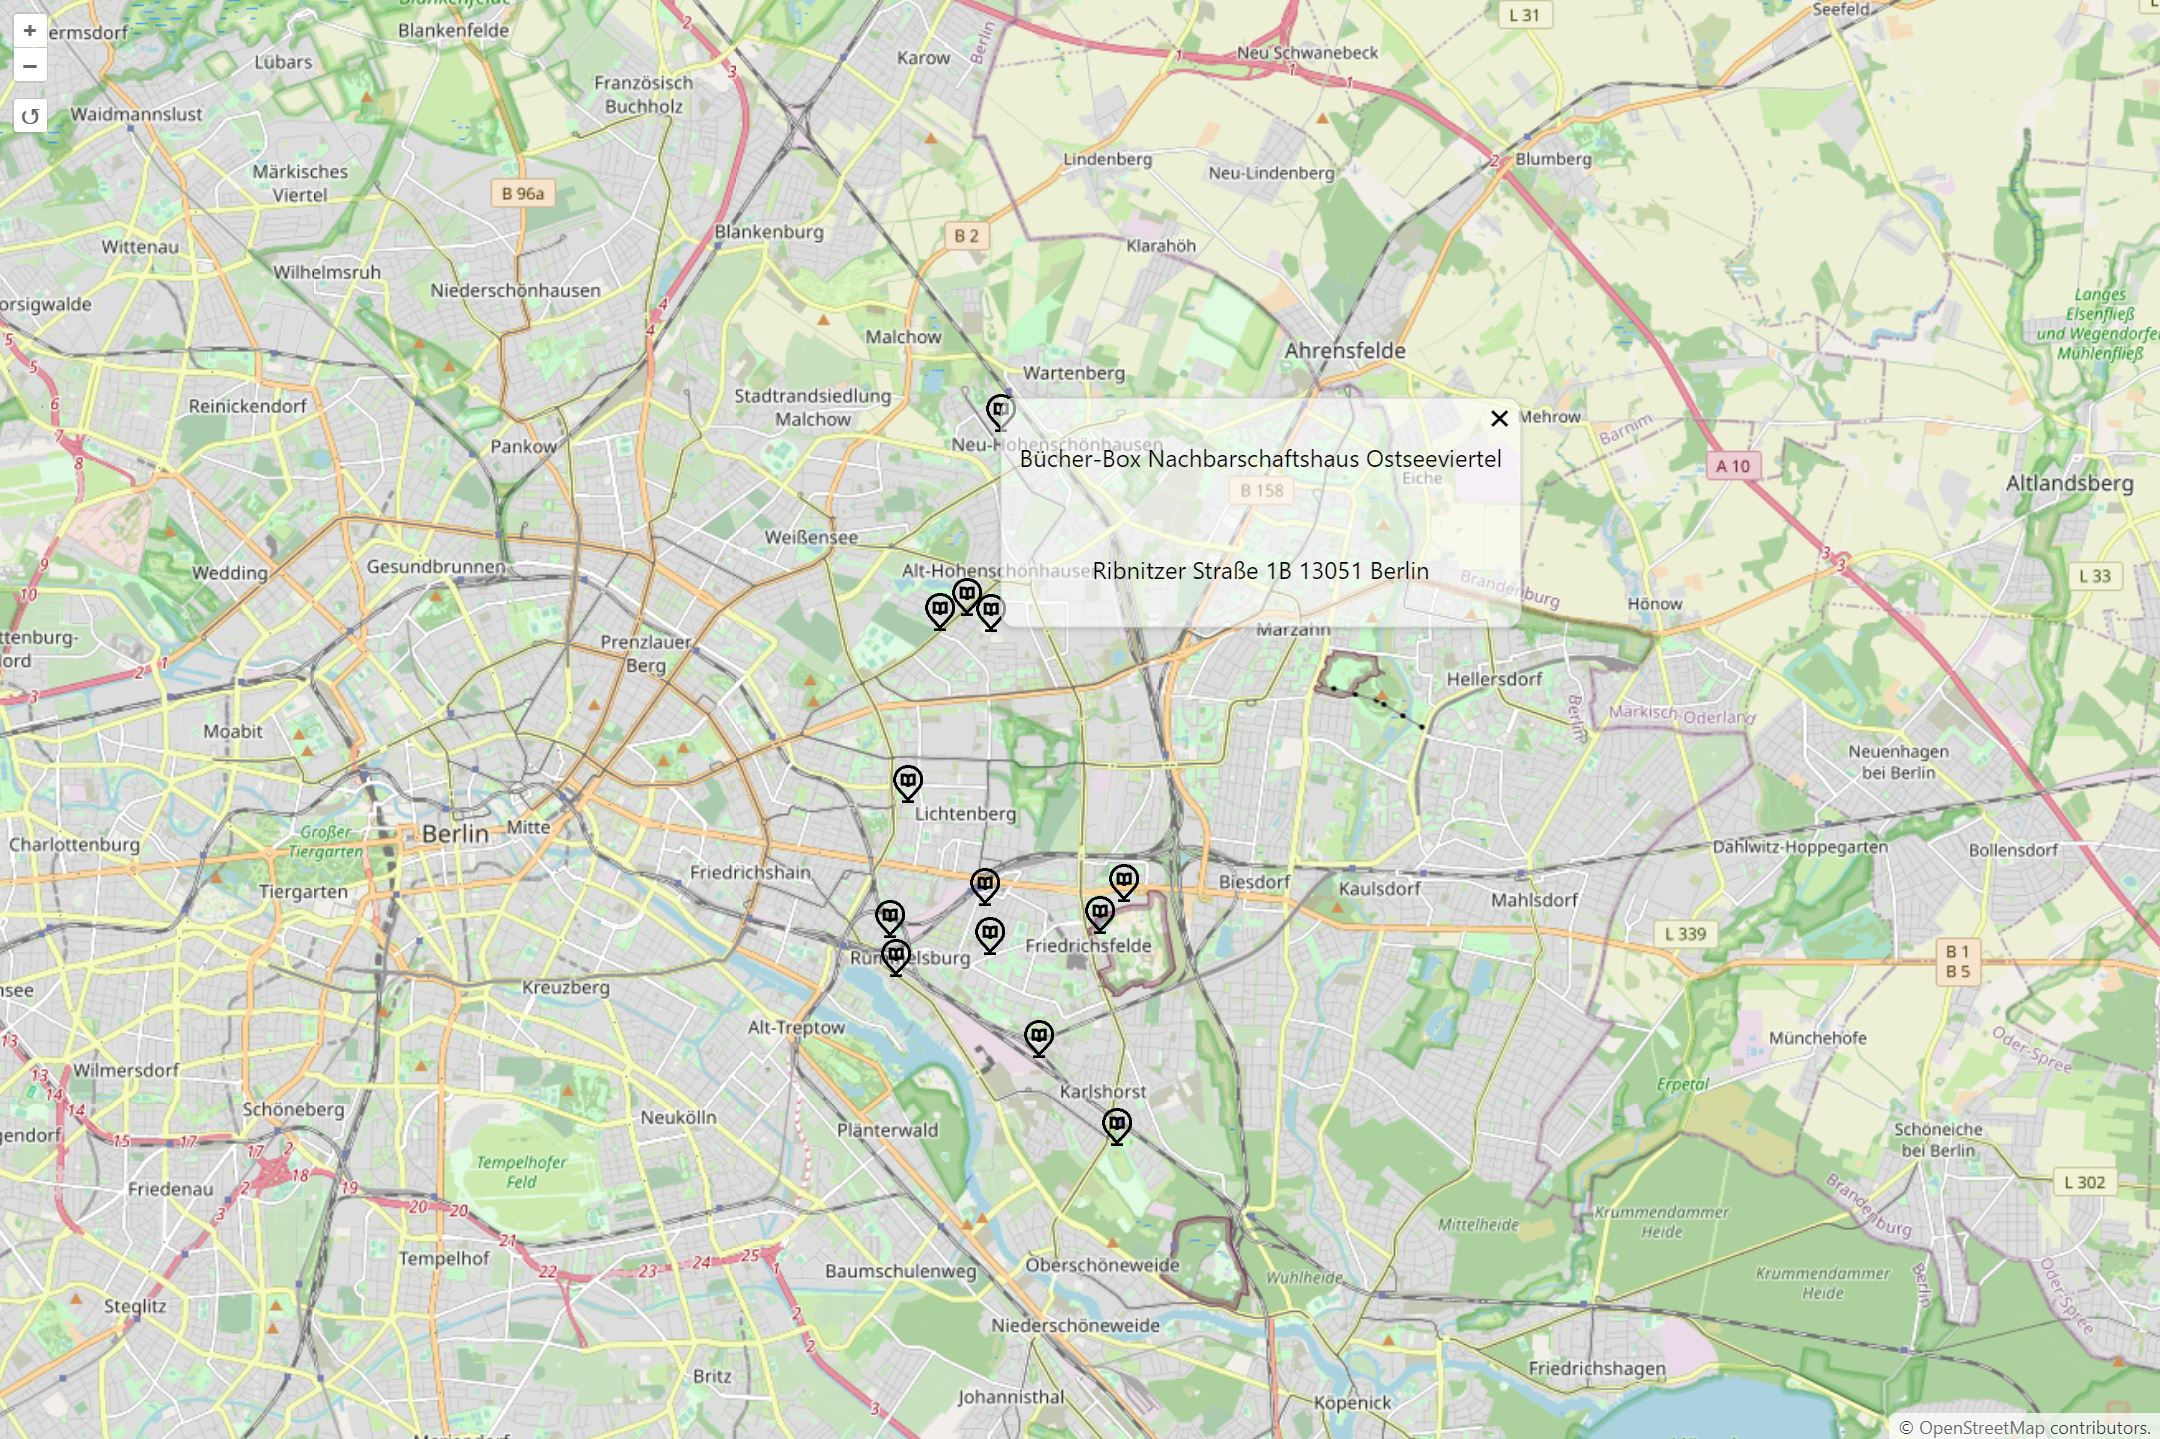 Blankenfelde
L 31
Seefeld
ermsdorf
Blankenfelde
Karow
Berlin
Neu Schwanebeck
Lübars
Französisch
Buchholz
Waidmannslust
Lindenberg
Neu-Lindenberg
Blumberg
Märkisches
Viertel
B 96a
Wittenau
Blankenburg
B 2
Klarahöh
Wilhelmsruh
Niederschönhausen
orsigwalde
Langes
Elsenfließ
und Wegendorfer
Mühlenfließ
Malchow
Ahrensfelde
Wartenberg
Reinickendorf
Stadtrandsiedlung
Malchow
Mehrow
Barnim
Pankow
Neu-Hohenschönhausen
Bücher-Box Nachbarschaftshaus Ostseeviertel
Eiche
B 158
A 10
Altlandsberg
Weißensee
Gesundbrunnen
Wedding
Alt-Hohenschönhausen
Ribnitzer Straße 1B 13051 Berlin
Brandenburg
L 33
Hönow
ttenburg-
ord
Prenzlauer
Berg
Marzahn
Hellersdorf
Berlin
Märkisch-Oderland
Moabit
Neuenhagen
bei Berlin
Lichtenberg
Großer
Tiergarten
Berlin
Mitte
Charlottenburg
Dahlwitz-Hoppegarten
Bollensdorf
Friedrichshain
Tiergarten
Biesdorf
Kaulsdorf
Mahlsdorf
L 339
B 1
B 5
Friedrichsfelde
Rummelsburg
nsee
Kreuzberg
Alt-Treptow
Münchehofe
Oder-Spree
Wilmersdorf
Karlshorst
Erpetal
Schöneberg
Neukölln
Plänterwald
gendorf
Schöneiche
bei Berlin
Tempelhofer
Feld
Friedenau
L 302
Brandenburg
Mittelheide
Krummendammer
Heide
Tempelhof
Baumschulenweg
Oberschöneweide
Wuhlheide
Krummendammer
Heide
Berlin
Oder-Spree
Steglitz
Niederschöneweide
Britz
Johannisthal
Köpenick
Friedrichshagen
© OpenStreetMap contributors.